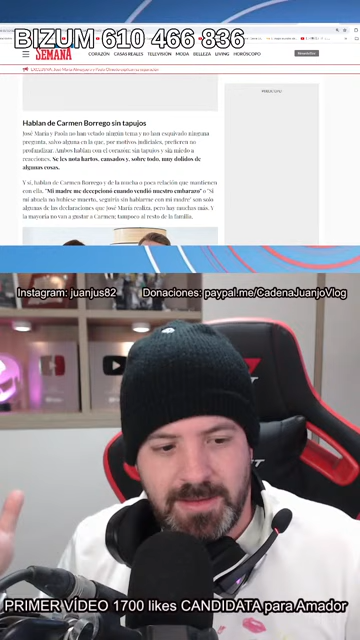 BIZUM 610 466 836
SEMANA
CORAZÓN CASAS REALES TELEVISIÓN MODA BELLEZA LIVING HORÓSCOPO
Hablan de Carmen Borrego sin tapujos
José María y Paola no han vetado ningún tema y no han esquivado ninguna
pregunta, salvo alguna en la que, por motivos judiciales, prefieren no
profundizar. Ambos hablan con el corazón, sin tapujos y sin miedo a
reacciones. Se les nota hartos, cansados y, sobre todo, muy dolidos de
algunas cosas.
Y sí, hablan de Carmen Borrego y de la mucha o poca relación que mantienen
con ella. "Mi madre me decepcionó cuando vendió nuestro embarazo" o "Si
mi abuela no hubiese muerto, seguiría sin hablarme con mi madre" son solo
algunas de las declaraciones que José María realiza, pero hay muchas más. Y
la mayoría no van a gustar a Carmen; tampoco al resto de la familia.
Instagram: juanjus82 Donaciones: paypal.me/CadenaJuanjoVlog
PRIMER VÍDEO 1700 likes CANDIDATA para Amador